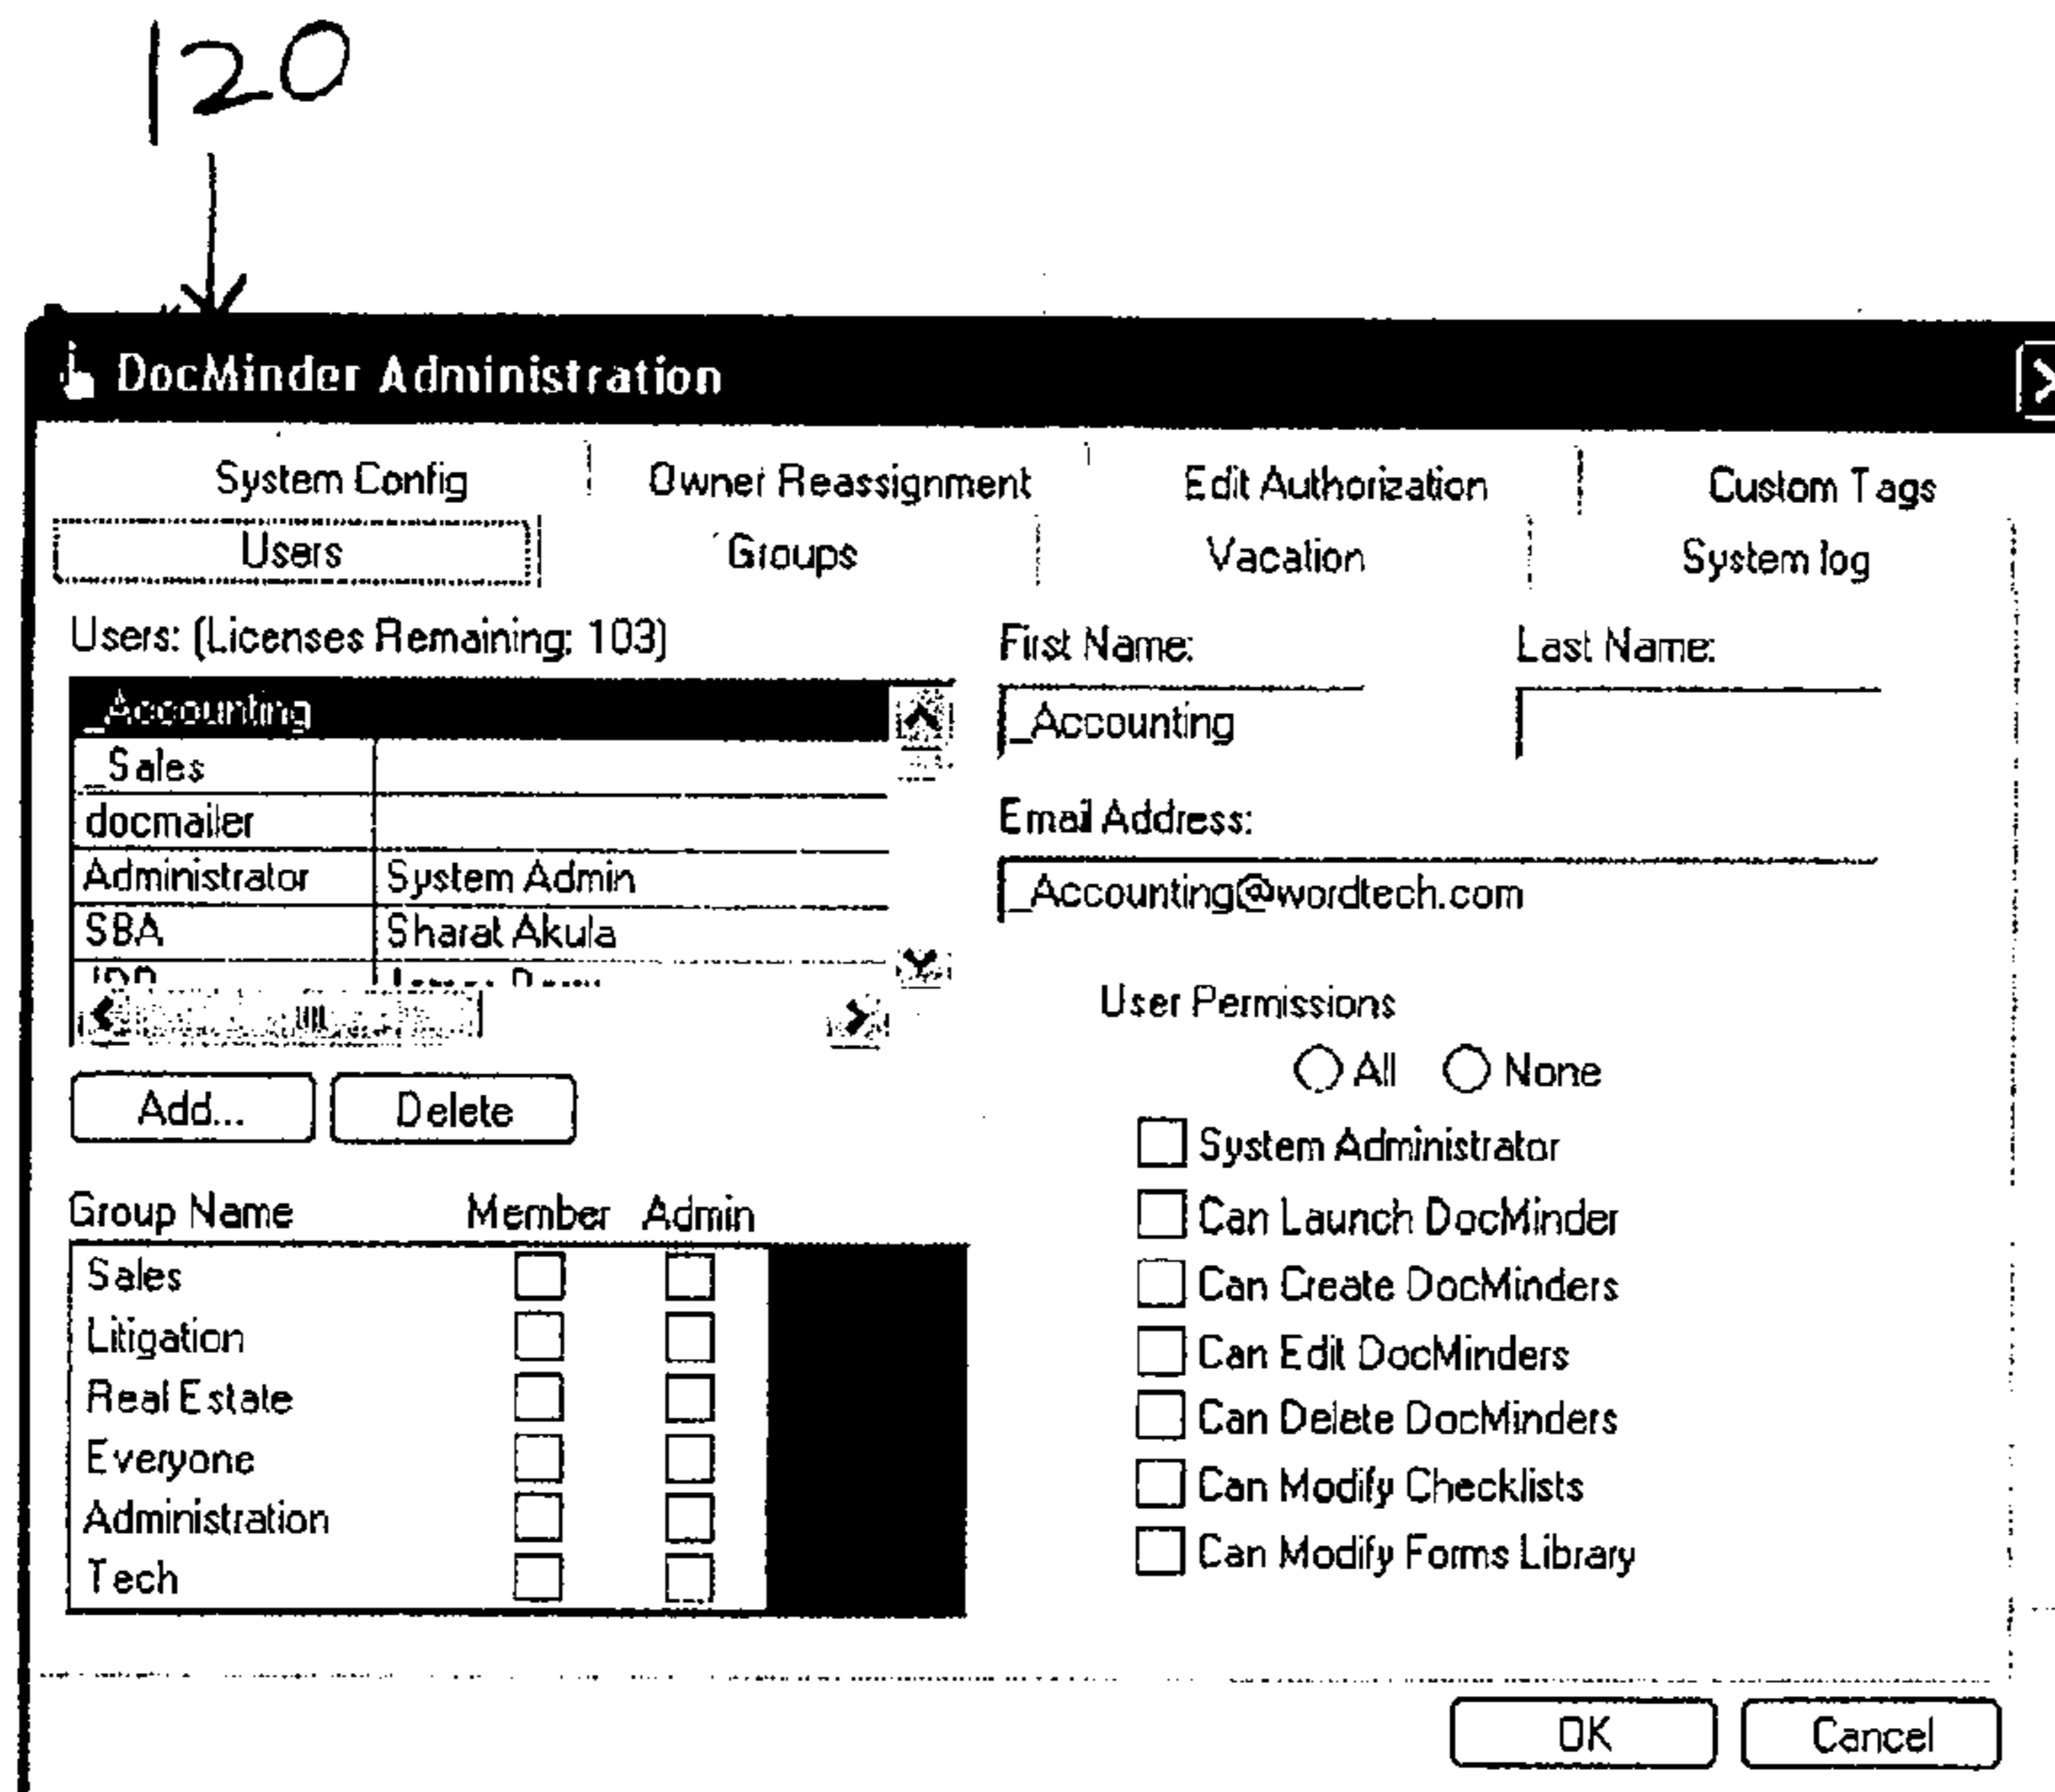 120
DocMinder Administration
System Config Owner Reassignment Edit Authorization Custom Tags
Users Groups Vacation System log
Users: (Licenses Remaining: 103) First Name: Last Name:
_Accounting _Accounting
_Sales
docmailer Email Address:
Administrator System Admin _Accounting@wordtech.com
SBA Sharat Akula
User Permissions
All None
Add... Delete System Administrator
Group Name Member Admin Can Launch DocMinder
Sales Can Create DocMinders
Litigation Can Edit DocMinders
Real Estate Can Delete DocMinders
Everyone Can Modify Checklists
Administration Can Modify Forms Library
Tech
OK Cancel